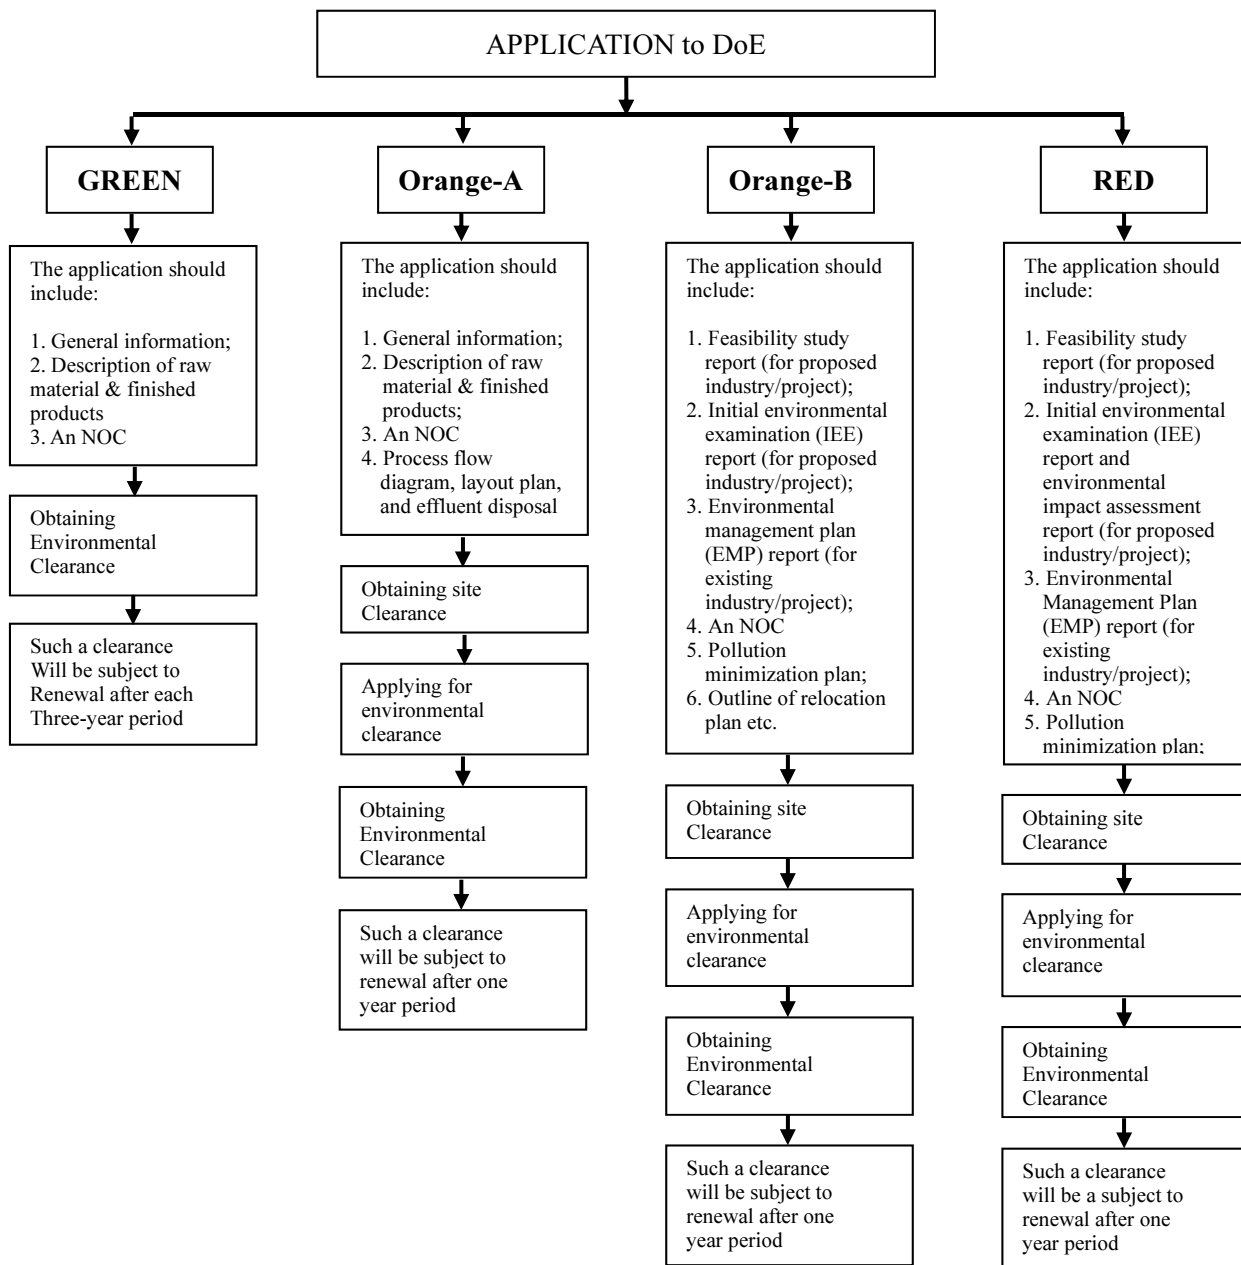 APPLICATION to DoE
GREEN
Orange-A
Orange-B
RED
The application should
include:
1. General information;
2. Description of raw
material & finished
products
3. An NOC
Obtaining
Environmental
Clearance
Such a clearance
Will be subject to
Renewal after each
Three-year period
The application should
include:
1. General information;
2. Description of raw
material & finished
products;
3. An NOC
4. Process flow
diagram, layout plan,
and effluent disposal
Obtaining site
Clearance
Applying for
environmental
clearance
Obtaining
Environmental
Clearance
Such a clearance
will be subject to
renewal after one
year period
The application should
include:
1. Feasibility study
report (for proposed
industry/project);
2. Initial environmental
examination (IEE)
report (for proposed
industry/project);
3. Environmental
management plan
(EMP) report (for
existing
industry/project);
4. An NOC
5. Pollution
minimization plan;
6. Outline of relocation
plan etc.
Obtaining site
Clearance
Applying for
environmental
clearance
Obtaining
Environmental
Clearance
Such a clearance
will be subject to
renewal after one
year period
The application should
include:
1. Feasibility study
report (for proposed
industry/project);
2. Initial environmental
examination (IEE)
report and
environmental
impact assessment
report (for proposed
industry/project);
3. Environmental
Management Plan
(EMP) report (for
existing
industry/project);
4. An NOC
5. Pollution
minimization plan;
Obtaining site
Clearance
Applying for
environmental
clearance
Obtaining
Environmental
Clearance
Such a clearance
will be a subject to
renewal after one
year period